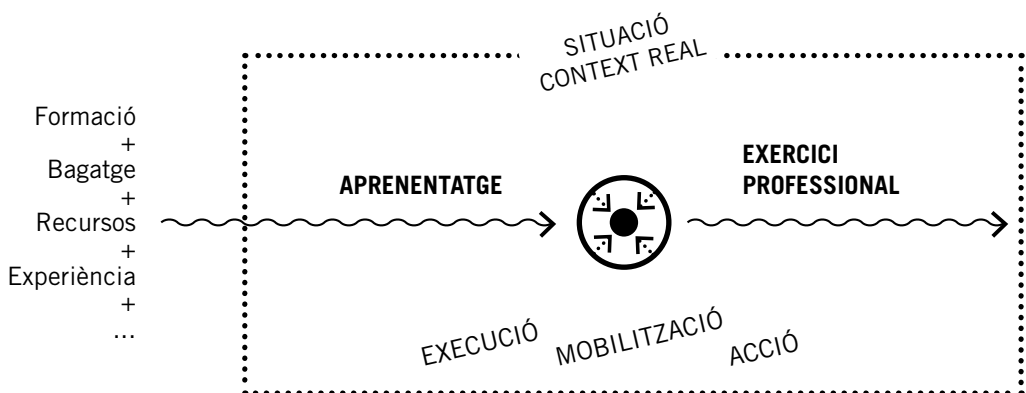 SITUACIÓ
CONTEXT REAL
Formació
+
Bagatge
+
Recursos
+
Experiència
+
...
APRENENTATGE
EXERCICI
PROFESSIONAL
EXECUCIÓ
MOBILITZACIÓ
ACCIÓ